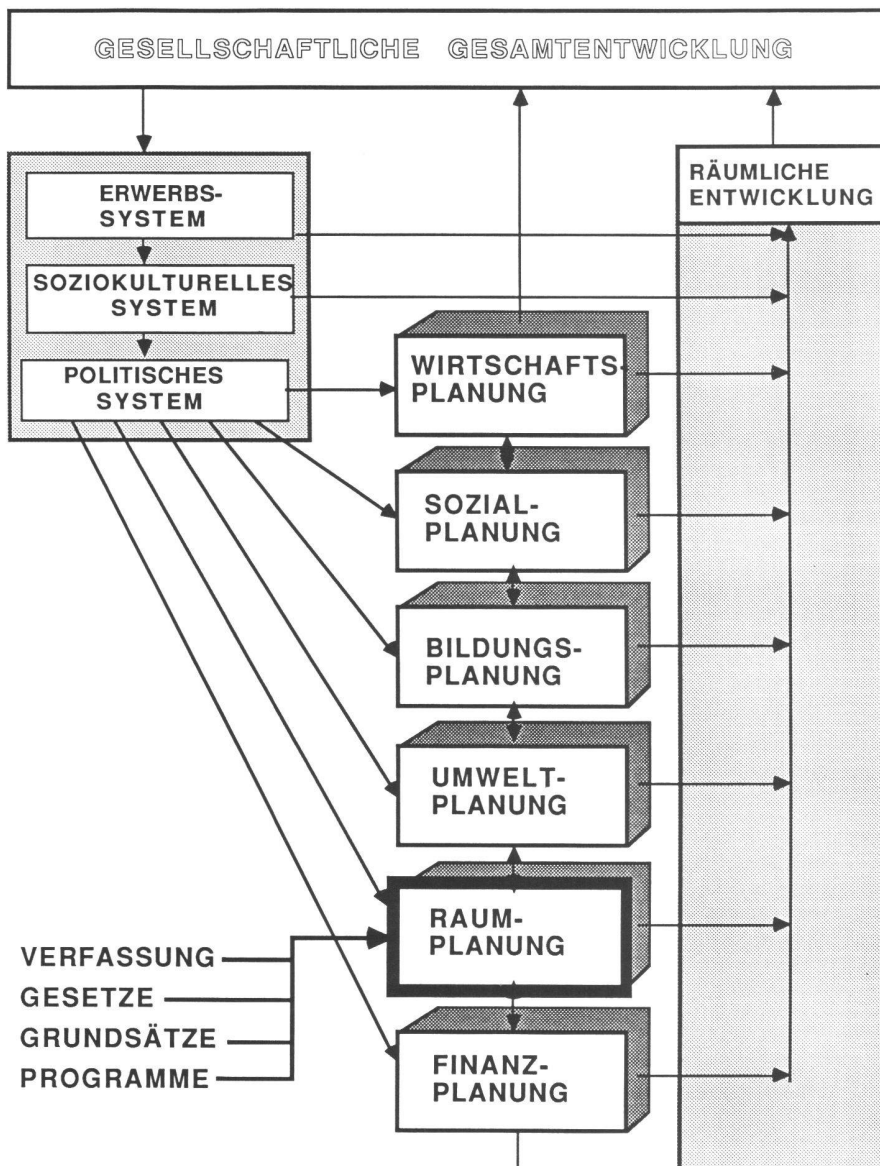 GESELLSCHAFTLICHE GESAMTENTWICKLUNG
ERWERBS-
SYSTEM
SOZIOKULTURELLES
SYSTEM
POLITISCHES
SYSTEM
RÄUMLICHE
ENTWICKLUNG
WIRTSCHAFTS-
PLANUNG
SOZIAL-
PLANUNG
BILDUNGS-
PLANUNG
UMWELT-
PLANUNG
RAUM-
PLANUNG
FINANZ-
PLANUNG
VERFASSUNG
GESETZE
GRUNDSÄTZE
PROGRAMME